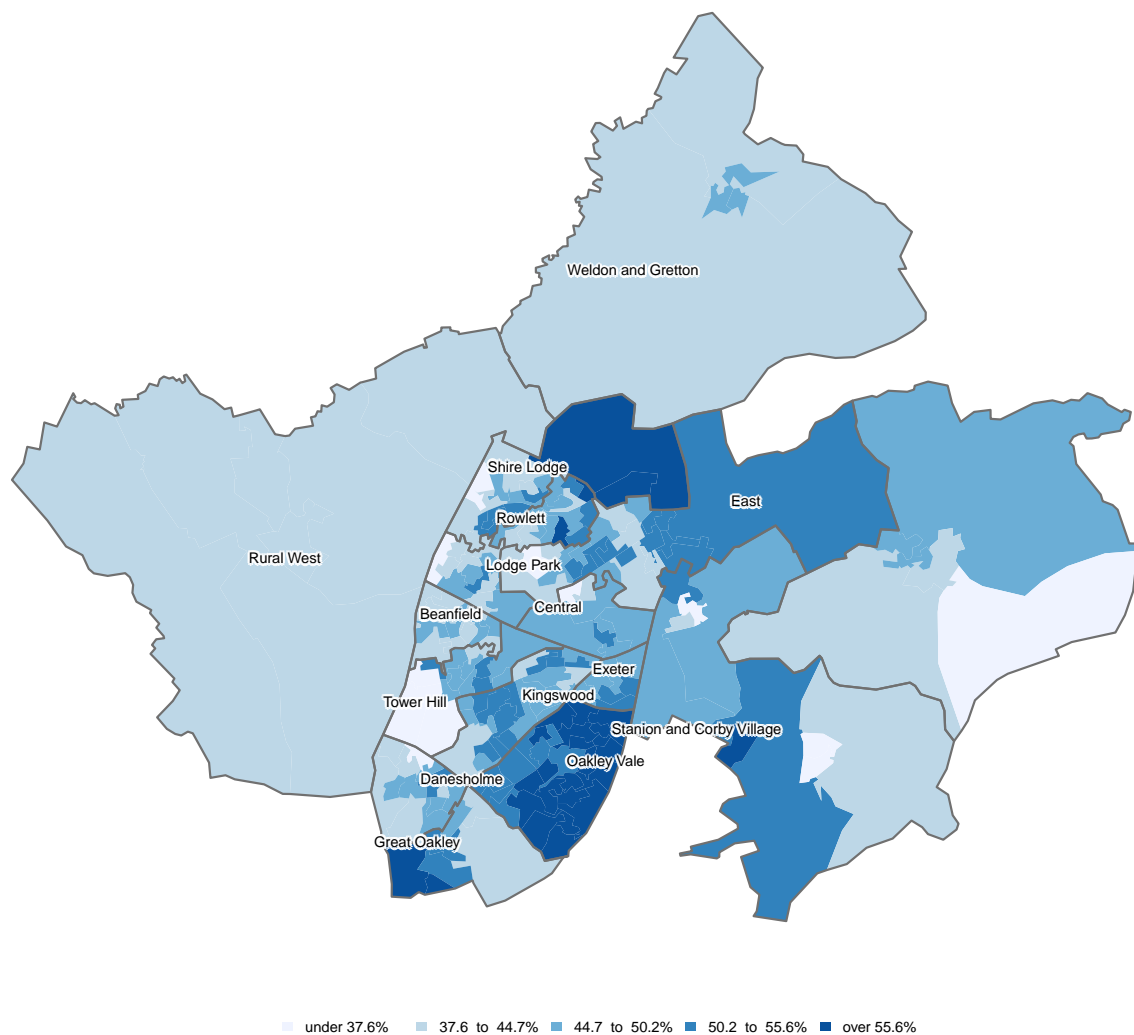 Weldon and Gretton
Shire Lodge
East
Rowlett
Rural West
Lodge Park
Central
Beanfield
Exeter
Kingswood
Tower Hill
Stanion and Corby Village
Oakley Vale
Danesholme
Great Oakley
under 37.6% 37.6 to 44.7% 44.7 to 50.2% 50.2 to 55.6% over 55.6%